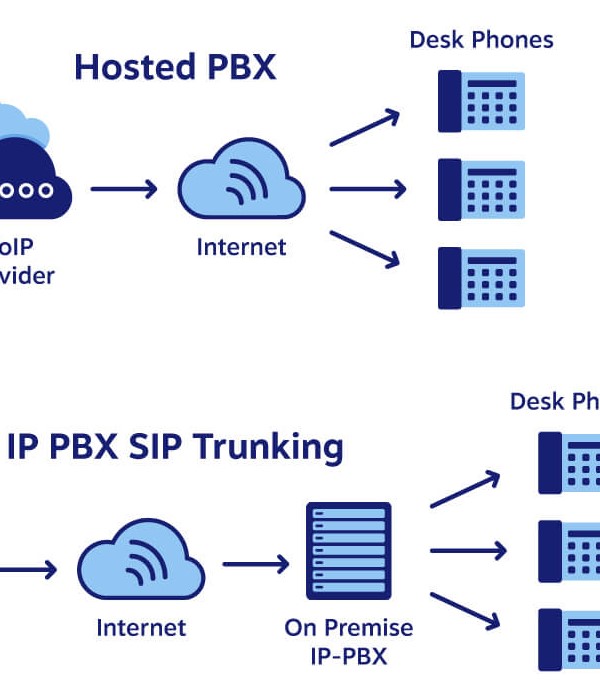 Desk Phones
Hosted PBX
oIP
vider
Internet
Desk Ph
IP PBX SIP Trunking
Internet
On Premise
IP-PBX